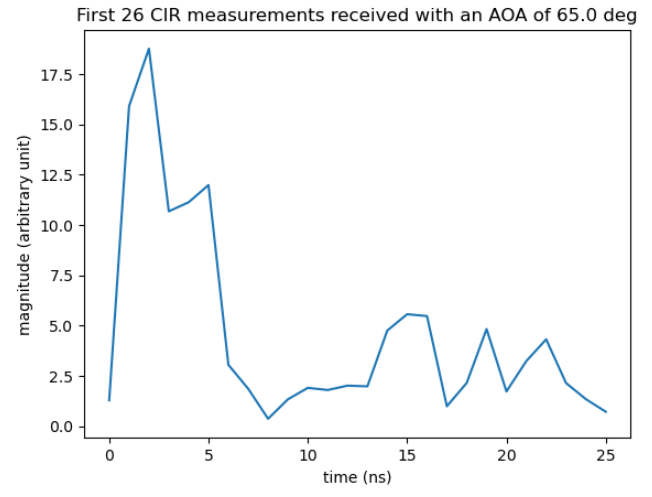 First 26 CIR measurements received with an AOA of 65.0 deg
17.5
15.0
12.5
10.0
7.5
5.0
2.5
0.0
magnitude (arbitrary unit)
0 5 10 15 20 25
time (ns)